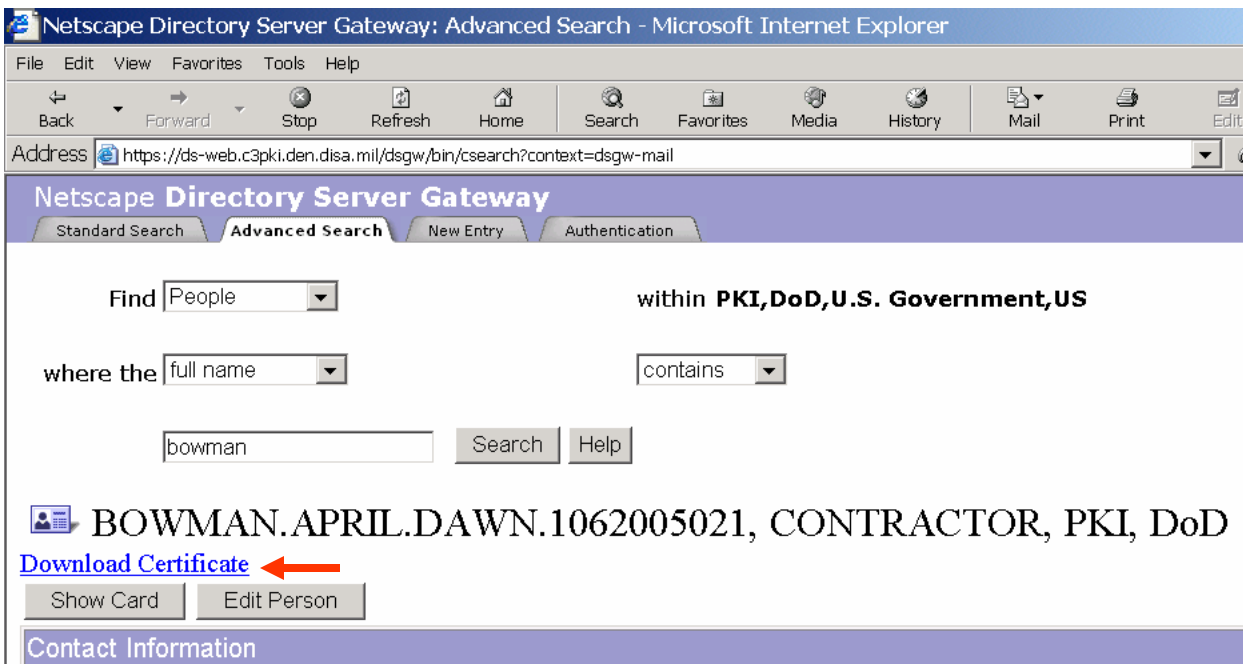 Netscape Directory Server Gateway: Advanced Search - Microsoft Internet Explorer
File Edit View Favorites Tools Help
Back Forward Stop Refresh Home Search Favorites Media History Mail Print Edit
Address https://ds-web.c3pki.den.disa.mil/dsgw/bin/csearch?context=dsgw-mail
Netscape Directory Server Gateway
Standard Search Advanced Search New Entry Authentication
Find People within PKI,DoD,U.S. Government,US
where the full name contains
bowman Search Help
BOWMAN.APRIL.DAWN.1062005021, CONTRACTOR, PKI, DoD
Download Certificate
Show Card Edit Person
Contact Information